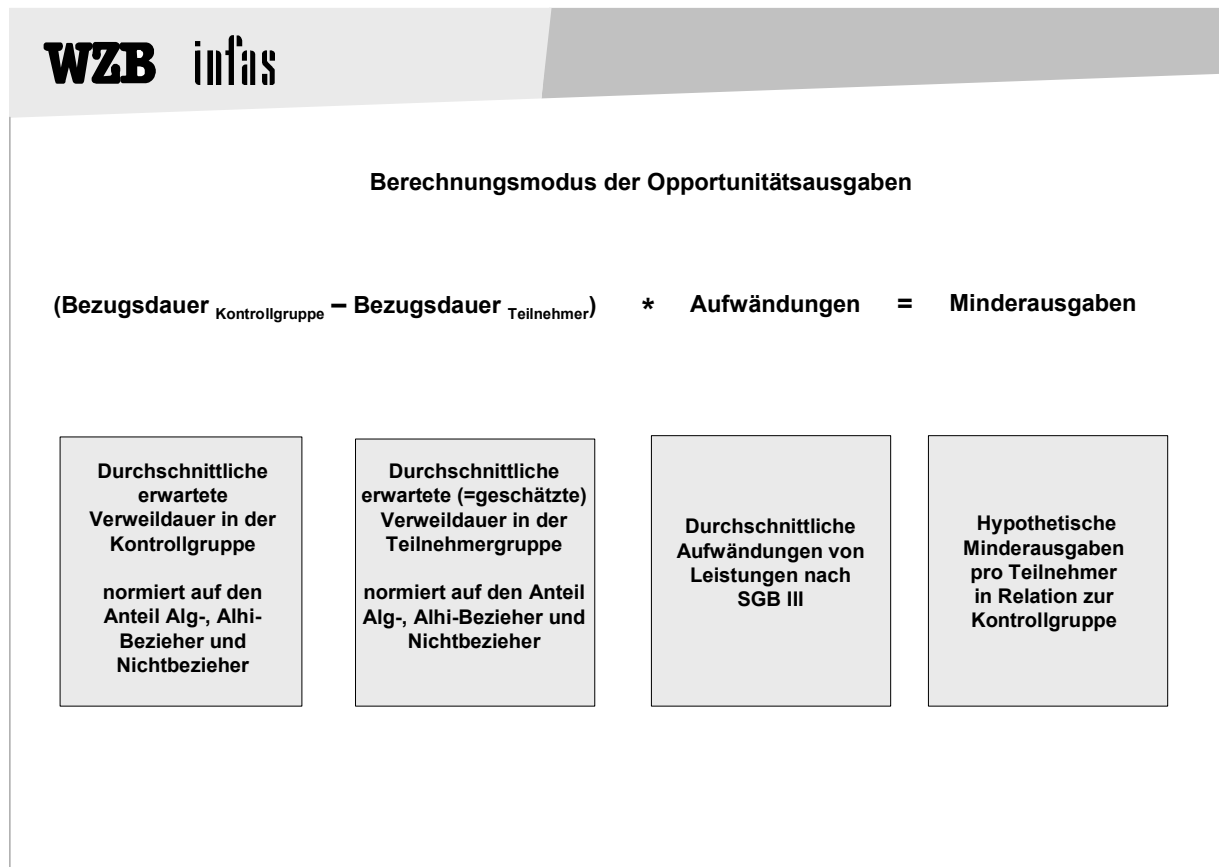 WZB infas
Berechnungsmodus der Opportunitätsausgaben
(Bezugsdauer Kontrollgruppe – Bezugsdauer Teilnehmer) * Aufwändungen = Minderausgaben
Durchschnittliche
erwartete
Verweildauer in der
Kontrollgruppe
normiert auf den
Anteil Alg-, Alhi-
Bezieher und
Nichtbezieher
Durchschnittliche
erwartete (=geschätzte)
Verweildauer in der
Teilnehmergruppe
normiert auf den Anteil
Alg-, Alhi-Bezieher und
Nichtbezieher
Durchschnittliche
Aufwändungen von
Leistungen nach
SGB III
Hypothetische
Minderausgaben
pro Teilnehmer
in Relation zur
Kontrollgruppe